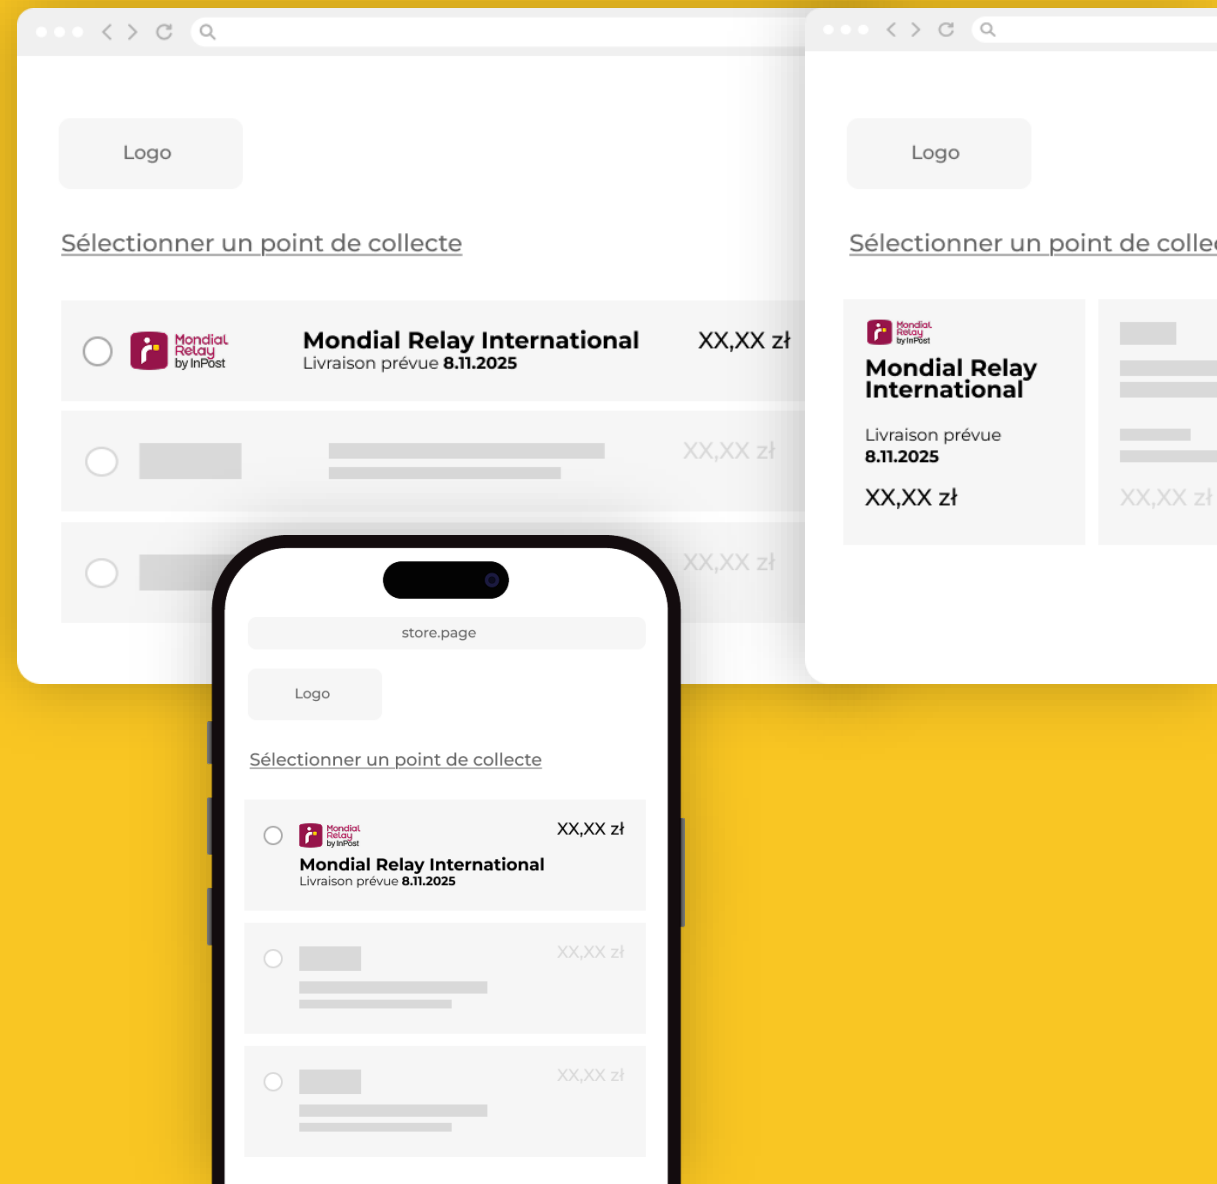 Logo
Sélectionner un point de collecte
Mondial
Relay
by InPost
Mondial Relay International
Livraison prévue 8.11.2025
XX,XX zł
XX,XX zł
XX,XX zł
Logo
Sélectionner un point de colle
Mondial
Relay
by InPost
Mondial Relay
International
Livraison prévue
8.11.2025
XX,XX zł
XX,XX zł
store.page
Logo
Sélectionner un point de collecte
Mondial
Relay
by InPost
XX,XX zł
Mondial Relay International
Livraison prévue 8.11.2025
XX,XX zł
XX,XX zł